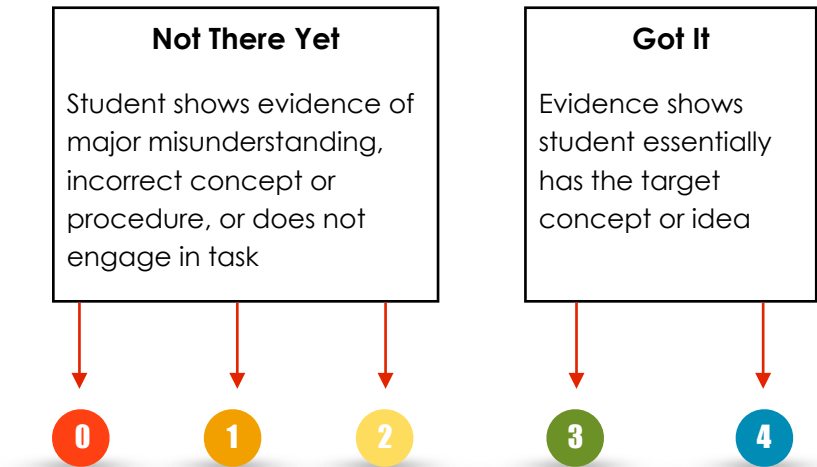 Not There Yet
Student shows evidence of
major misunderstanding,
incorrect concept or
procedure, or does not
engage in task
Got It
Evidence shows
student essentially
has the target
concept or idea
0 1 2 3 4